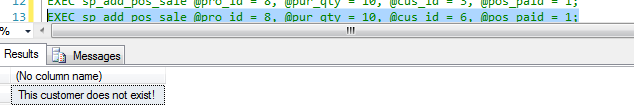 12 EXEC sp_add_pos_sale @pro_id = 8, @pur_qty = 10, @cus_id = 5, @pos_paid = 1;
13 EXEC sp_add_pos_sale @pro_id = 8, @pur_qty = 10, @cus_id = 6, @pos_paid = 1;
%
Results Messages
(No column name)
This customer does not exist!